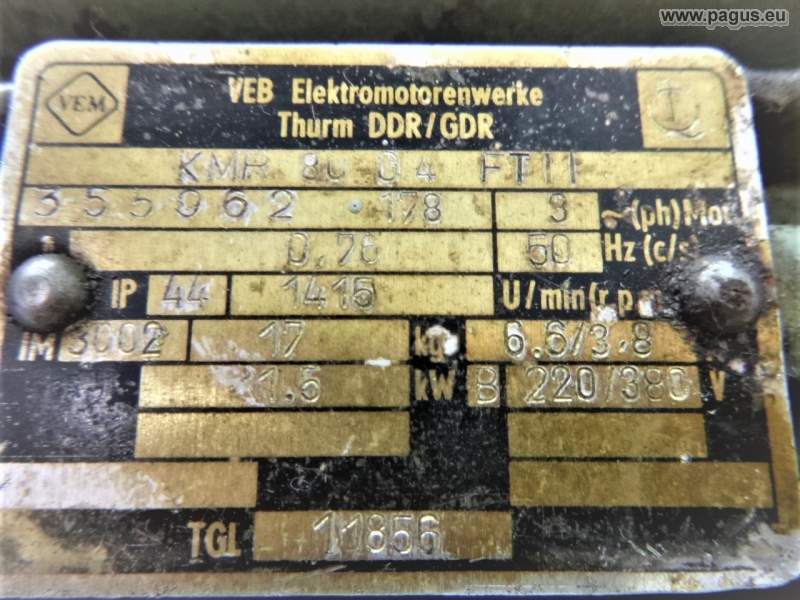 www.pagus.eu
VEM
VEB Elektromotorenwerke
Thurm DDR/GDR
KMR 80 G4 FT11
355962 178 3 ~(ph)Mot
0.76 50 Hz (c/s)
IP 44 1415 U/min(r.p.m
IM 3002 17 kg 6.6/3.8
1.5 kW B 220/380 V
TGL 11856